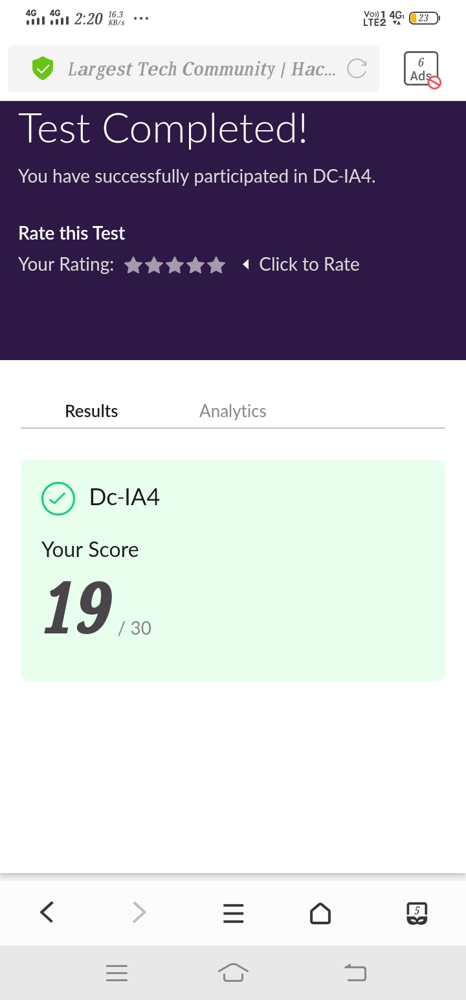 4G 4G 2:20 16.3 KB/s ... Vo)) 1 LTE2 4G1 23
Largest Tech Community | Hac... 6 Ads
Test Completed!
You have successfully participated in DC-IA4.
Rate this Test
Your Rating: Click to Rate
Results Analytics
Dc-IA4
Your Score
19 / 30
5